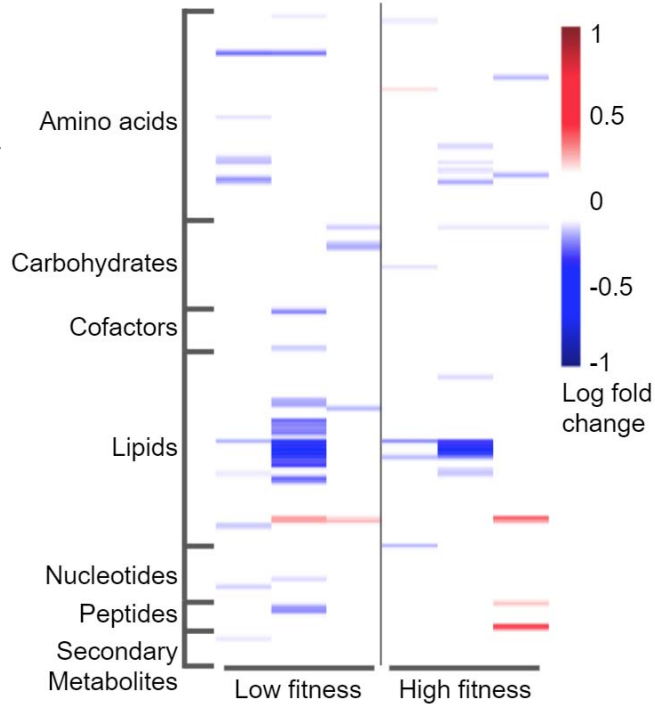 Amino acids
Carbohydrates
Cofactors
Lipids
Nucleotides
Peptides
Secondary
Metabolites
Low fitness
High fitness
1
0.5
0
-0.5
-1
Log fold
change